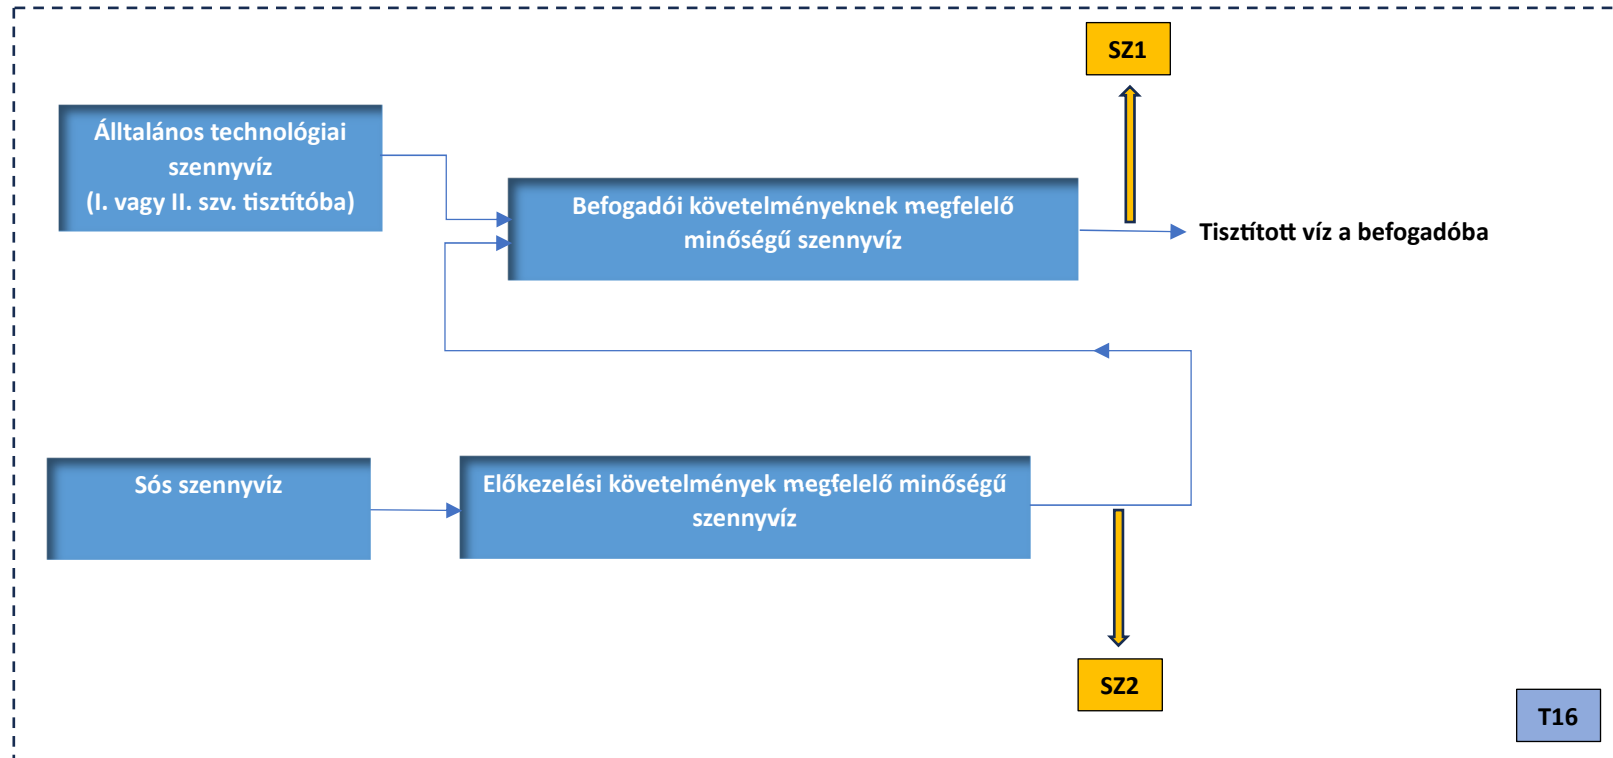 SZ1
Álltalános technológiai
szennyvíz
(I. vagy II. szv. tisztítóba)
Befogadói követelményeknek megfelelő
minőségű szennyvíz
Tisztított víz a befogadóba
Sós szennyvíz
Előkezelési követelmények megfelelő minőségű
szennyvíz
SZ2
T16